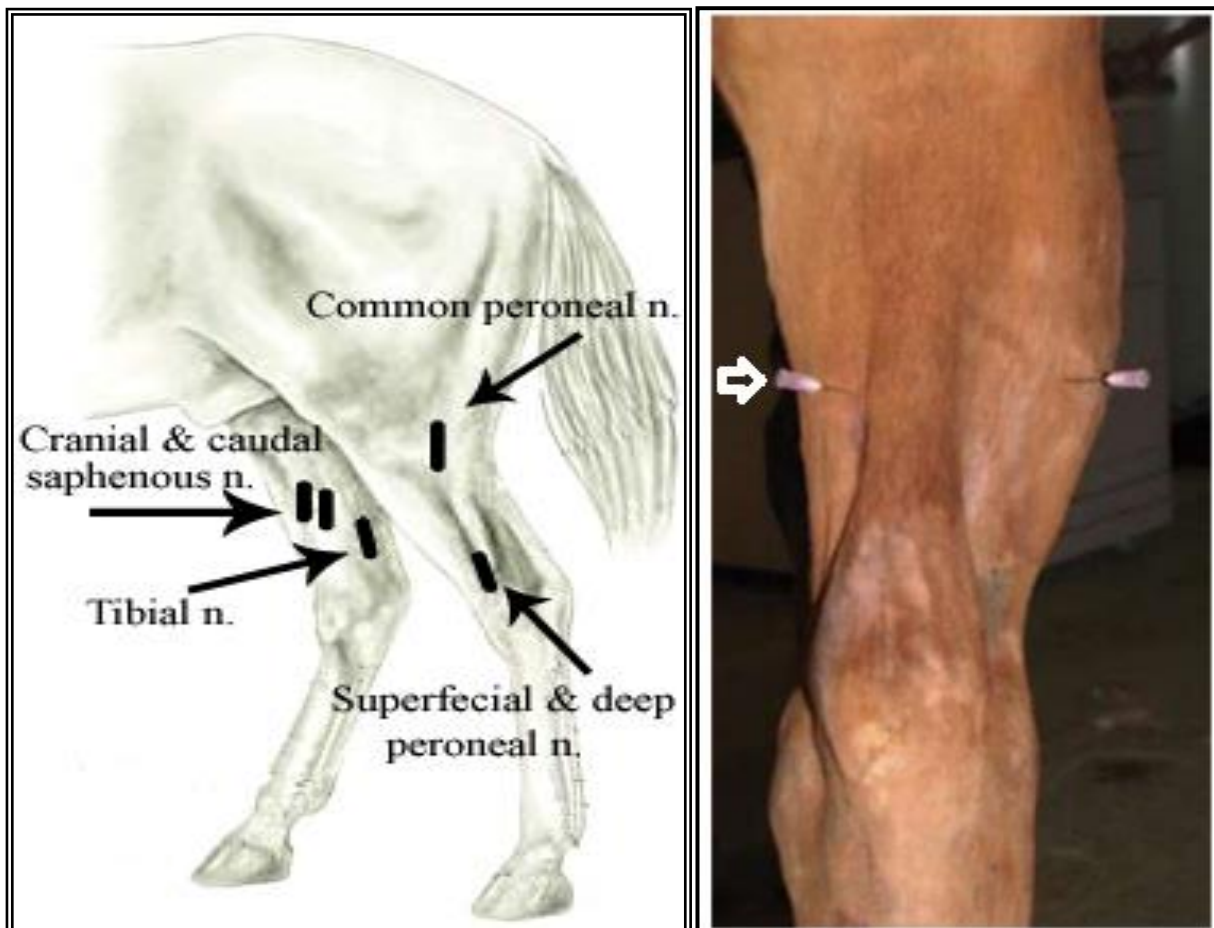 Common peroneal n.
Cranial & caudal
saphenous n.
Tibial n.
Superfecial & deep
peroneal n.